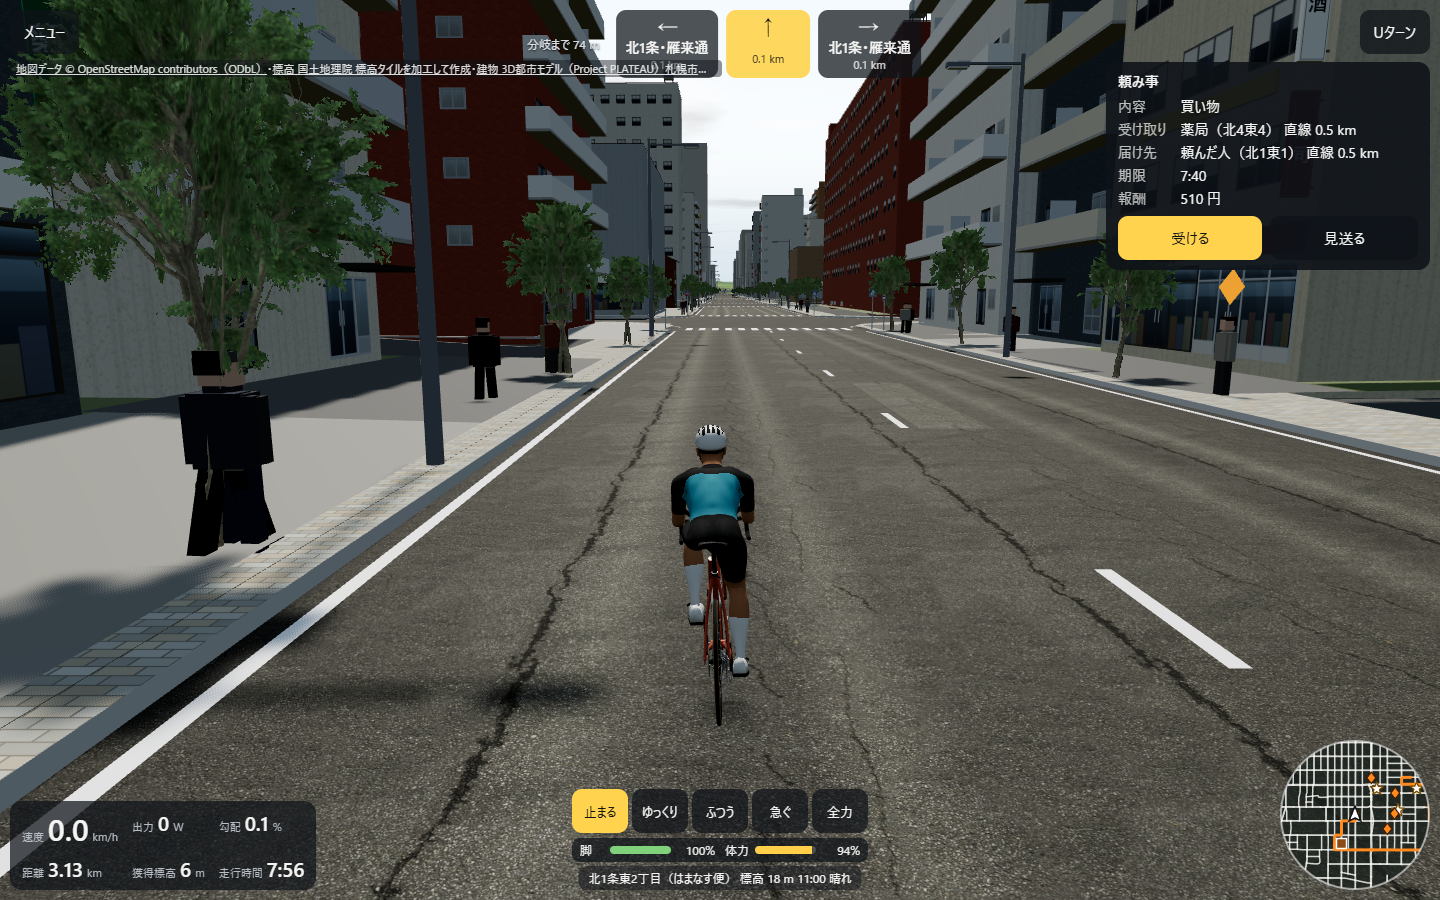 メニュー
分岐まで 74 m
←
北1条・雁来通
↑
0.1 km
→
北1条・雁来通
0.1 km
Uターン
地図データ © OpenStreetMap contributors（ODbL）・標高 国土地理院 標高タイルを加工して作成・建物 3D都市モデル（Project PLATEAU）札幌市...
酒
頼み事
内容 買い物
受け取り 薬局（北4東4） 直線 0.5 km
届け先 頼んだ人（北1東1） 直線 0.5 km
期限 7:40
報酬 510 円
受ける 見送る
速度 0.0 km/h 出力 0 W 勾配 0.1 %
距離 3.13 km 獲得標高 6 m 走行時間 7:56
止まる ゆっくり ふつう 急ぐ 全力
脚 100% 体力 94%
北1条東2丁目（はまなす便） 標高 18 m 11:00 晴れ